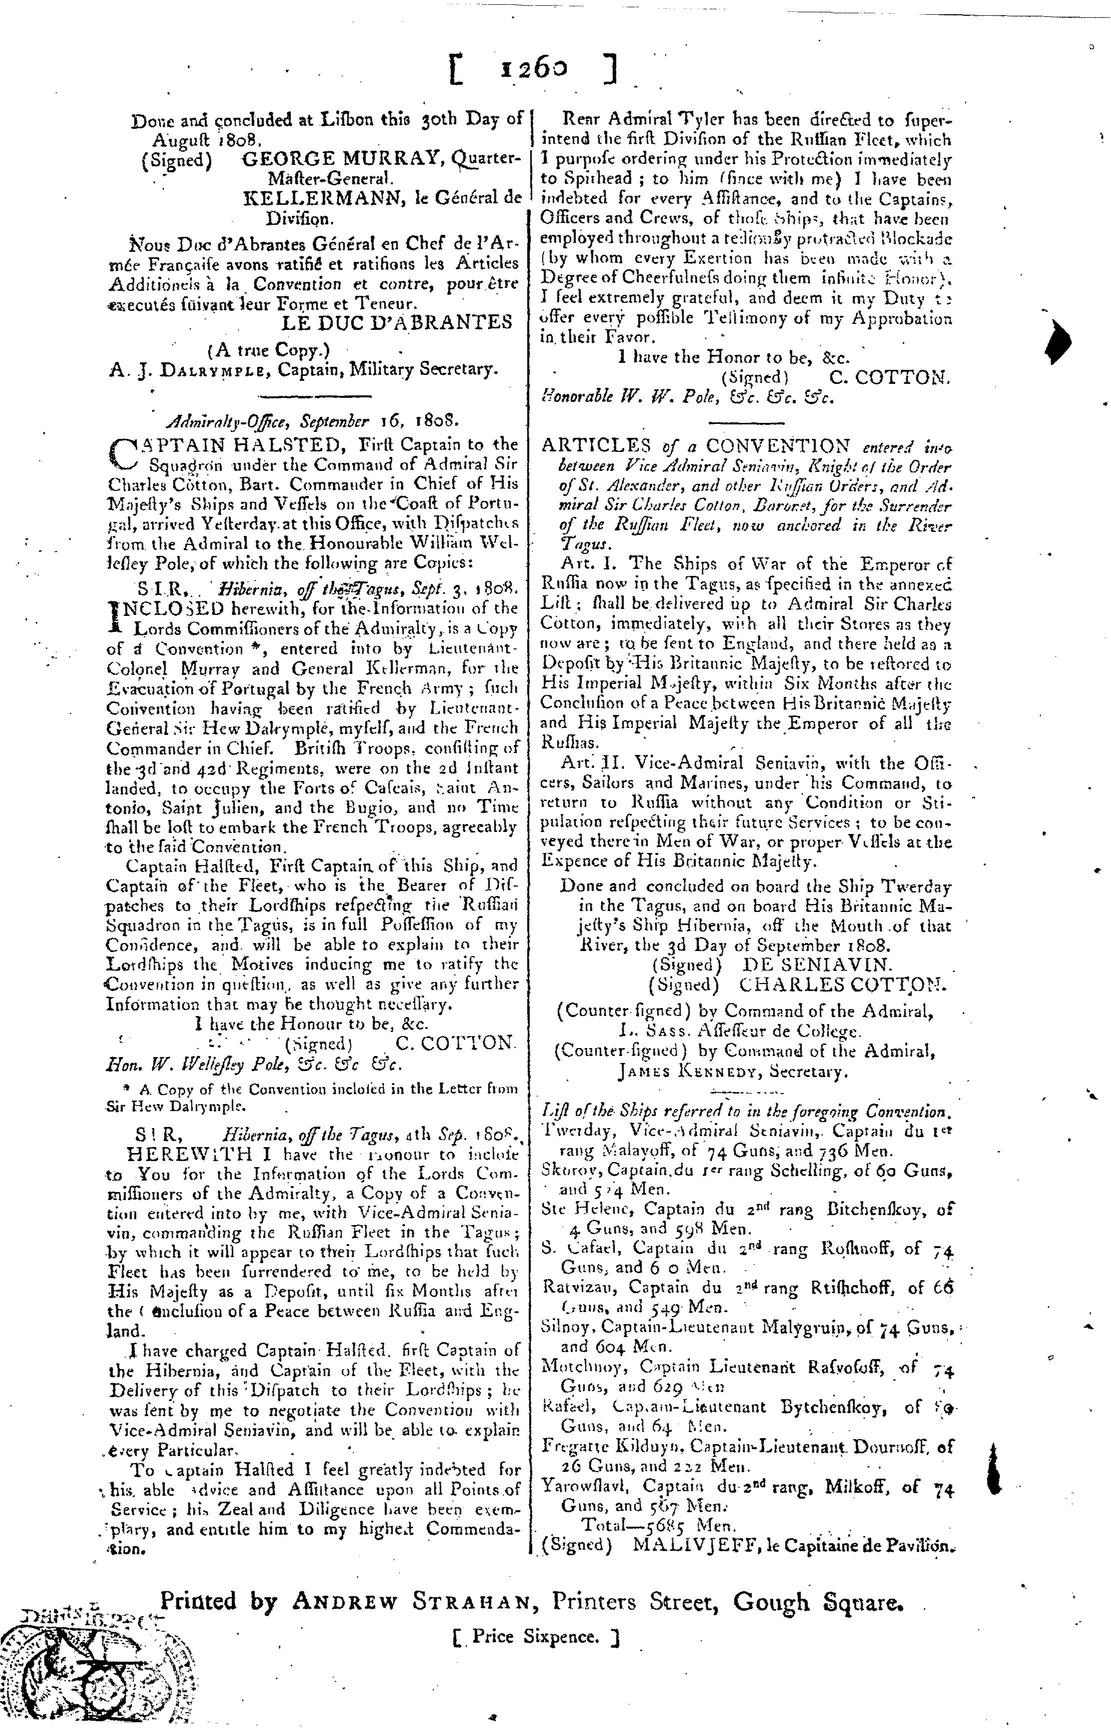 [ 1260 ]
Done and concluded at Liſbon this 30th Day of
Auguſt 1808.
(Signed) GEORGE MURRAY, Quarter-
Maſter-General.
KELLERMANN, le Général de
Diviſion.
Nous Duc d'Abrantes Général en Chef de l'Ar-
mée Françaiſe avons ratifié et ratifions les Articles
Additionels à la Convention et contre, pour être
executés ſuivant leur Forme et Teneur.
LE DUC D'ABRANTES
(A true Copy.)
A. J. DALRYMPLE, Captain, Military Secretary.
Admiralty-Office, September 16, 1808.
CAPTAIN HALSTED, Firſt Captain to the
Squadron under the Command of Admiral Sir
Charles Cotton, Bart. Commander in Chief of His
Majeſty's Ships and Veſſels on the Coaſt of Portu-
gal, arrived Yeſterday at this Office, with Diſpatches
from the Admiral to the Honourable William Wel-
leſley Pole, of which the following are Copies:
SIR, Hibernia, off the Tagus, Sept. 3, 1808.
INCLOSED herewith, for the Information of the
Lords Commiſſioners of the Admiralty, is a Copy
of a Convention *, entered into by Lieutenant-
Colonel Murray and General Kellerman, for the
Evacuation of Portugal by the French Army; ſuch
Convention having been ratified by Lieutenant-
General Sir Hew Dalrymple, myſelf, and the French
Commander in Chief. Britiſh Troops, conſiſting of
the 3d and 42d Regiments, were on the 2d Inſtant
landed, to occupy the Forts of Caſcais, Saint An-
tonio, Saint Julien, and the Bugio, and no Time
ſhall be loſt to embark the French Troops, agreeably
to the ſaid Convention.
Captain Halſted, Firſt Captain of this Ship, and
Captain of the Fleet, who is the Bearer of Diſ-
patches to their Lordſhips reſpecting the Ruſſian
Squadron in the Tagus, is in full Poſſeſſion of my
Confidence, and will be able to explain to their
Lordſhips the Motives inducing me to ratify the
Convention in queſtion, as well as give any further
Information that may be thought neceſſary.
I have the Honour to be, &c.
(Signed) C. COTTON.
Hon. W. Welleſley Pole, &c. &c &c.
* A Copy of the Convention incloſed in the Letter from
Sir Hew Dalrymple.
SIR, Hibernia, off the Tagus, 4th Sep. 1808.
HEREWITH I have the Honour to incloſe
to You for the Information of the Lords Com-
miſſioners of the Admiralty, a Copy of a Conven-
tion entered into by me, with Vice-Admiral Senia-
vin, commanding the Ruſſian Fleet in the Tagus;
by which it will appear to their Lordſhips that ſuch
Fleet has been ſurrendered to me, to be held by
His Majeſty as a Depoſit, until ſix Months after
the Concluſion of a Peace between Ruſſia and Eng-
land.
I have charged Captain Halſted, firſt Captain of
the Hibernia, and Captain of the Fleet, with the
Delivery of this Diſpatch to their Lordſhips; he
was ſent by me to negotiate the Convention with
Vice-Admiral Seniavin, and will be able to explain
every Particular.
To Captain Halſted I feel greatly indebted for
his able Advice and Aſſiſtance upon all Points of
Service; his Zeal and Diligence have been exem-
plary, and entitle him to my higheſt Commenda-
tion.
Rear Admiral Tyler has been directed to ſuper-
intend the firſt Diviſion of the Ruſſian Fleet, which
I purpoſe ordering under his Protection immediately
to Spithead; to him (ſince with me) I have been
indebted for every Aſſiſtance, and to the Captains,
Officers and Crews, of thoſe Ships, that have been
employed throughout a tediouſly protracted Blockade
(by whom every Exertion has been made with a
Degree of Cheerfulneſs doing them infinite Honor).
I feel extremely grateful, and deem it my Duty to
offer every poſſible Teſtimony of my Approbation
in their Favor.
I have the Honor to be, &c.
(Signed) C. COTTON.
Honorable W. W. Pole, &c. &c. &c.
ARTICLES of a CONVENTION entered into
between Vice Admiral Seniavin, Knight of the Order
of St. Alexander, and other Ruſſian Orders, and Ad-
miral Sir Charles Cotton, Baronet, for the Surrender
of the Ruſſian Fleet, now anchored in the River
Tagus.
Art. I. The Ships of War of the Emperor of
Ruſſia now in the Tagus, as ſpecified in the annexed
Liſt; ſhall be delivered up to Admiral Sir Charles
Cotton, immediately, with all their Stores as they
now are; to be ſent to England, and there held as a
Depoſit by His Britannic Majeſty, to be reſtored to
His Imperial Majeſty, within Six Months after the
Concluſion of a Peace between His Britannic Majeſty
and His Imperial Majeſty the Emperor of all the
Ruſſias.
Art. II. Vice-Admiral Seniavin, with the Offi-
cers, Sailors and Marines, under his Command, to
return to Ruſſia without any Condition or Sti-
pulation reſpecting their future Services; to be con-
veyed there in Men of War, or proper Veſſels at the
Expence of His Britannic Majeſty.
Done and concluded on board the Ship Twerday
in the Tagus, and on board His Britannic Ma-
jeſty's Ship Hibernia, off the Mouth of that
River, the 3d Day of September 1808.
(Signed) DE SENIAVIN.
(Signed) CHARLES COTTON.
(Counter-ſigned) by Command of the Admiral,
L. SASS. Aſſeſſeur de College.
(Counter-ſigned) by Command of the Admiral,
JAMES KENNEDY, Secretary.
Liſt of the Ships referred to in the foregoing Convention.
Twerday, Vice-Admiral Seniavin, Captain du 1er
rang Malayoff, of 74 Guns, and 736 Men.
Skoroy, Captain du 1er rang Schelling, of 60 Guns,
and 524 Men.
Ste Helene, Captain du 2nd rang Bitchenſkoy, of
4 Guns, and 598 Men.
S. Cafael, Captain du 2nd rang Roſhnoff, of 74
Guns, and 6 0 Men.
Ratvizan, Captain du 2nd rang Rtiſhchoff, of 66
Guns, and 549 Men.
Silnoy, Captain-Lieutenant Malygruin, of 74 Guns,
and 604 Men.
Motchnoy, Captain Lieutenant Raſvoſoff, of 74
Guns, and 629 Men
Rafael, Captain-Lieutenant Bytchenſkoy, of 80
Guns, and 64 Men.
Fregatte Kilduyn, Captain-Lieutenant Dournoff, of
26 Guns, and 222 Men.
Yarowſlavl, Captain du 2nd rang, Milkoff, of 74
Guns, and 567 Men.
Total—5685 Men.
(Signed) MALIVJEFF, le Capitaine de Pavilion.
Printed by ANDREW STRAHAN, Printers Street, Gough Square.
[ Price Sixpence. ]